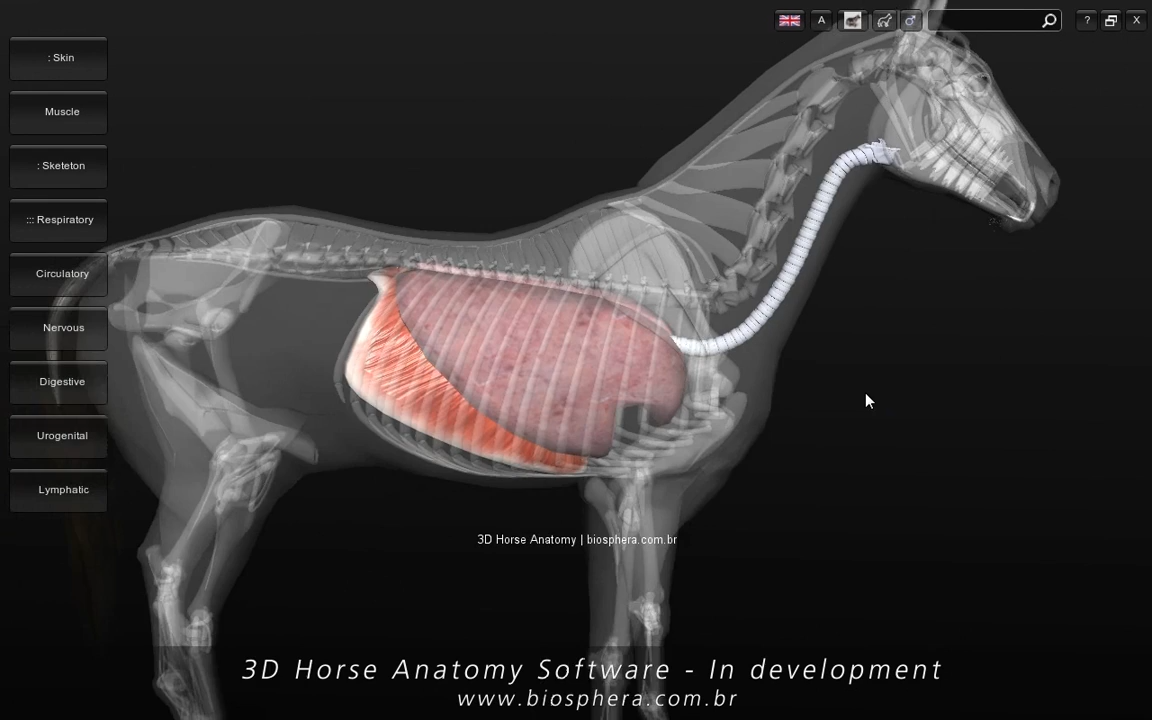 A
?
X
: Skin
Muscle
: Sketeton
::: Respiratory
Circulatory
Nervous
Digestive
Urogenital
Lymphatic
3D Horse Anatomy | biosphera.com.br
3D Horse Anatomy Software - In development
www.biosphera.com.br